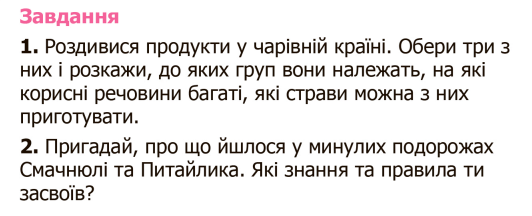 Завдання
1. Роздивися продукти у чарівній країні. Обери три з
них і розкажи, до яких груп вони належать, на які
корисні речовини багаті, які страви можна з них
приготувати.
2. Пригадай, про що йшлося у минулих подорожах
Смачнюлі та Питайлика. Які знання та правила ти
засвоїв?